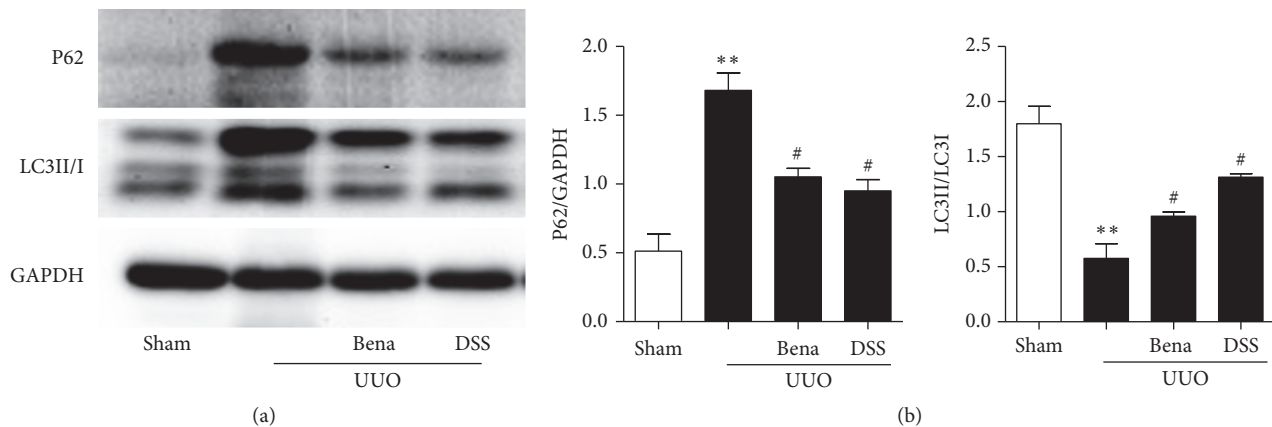 P62
LC3II/I
GAPDH
Sham Bena DSS
UUO
(a)
P62/GAPDH
2.0
1.5
1.0
0.5
0.0
**
#
#
Sham Bena DSS
UUO
LC3II/LC3I
2.5
2.0
1.5
1.0
0.5
0.0
**
#
#
Sham Bena DSS
UUO
(b)